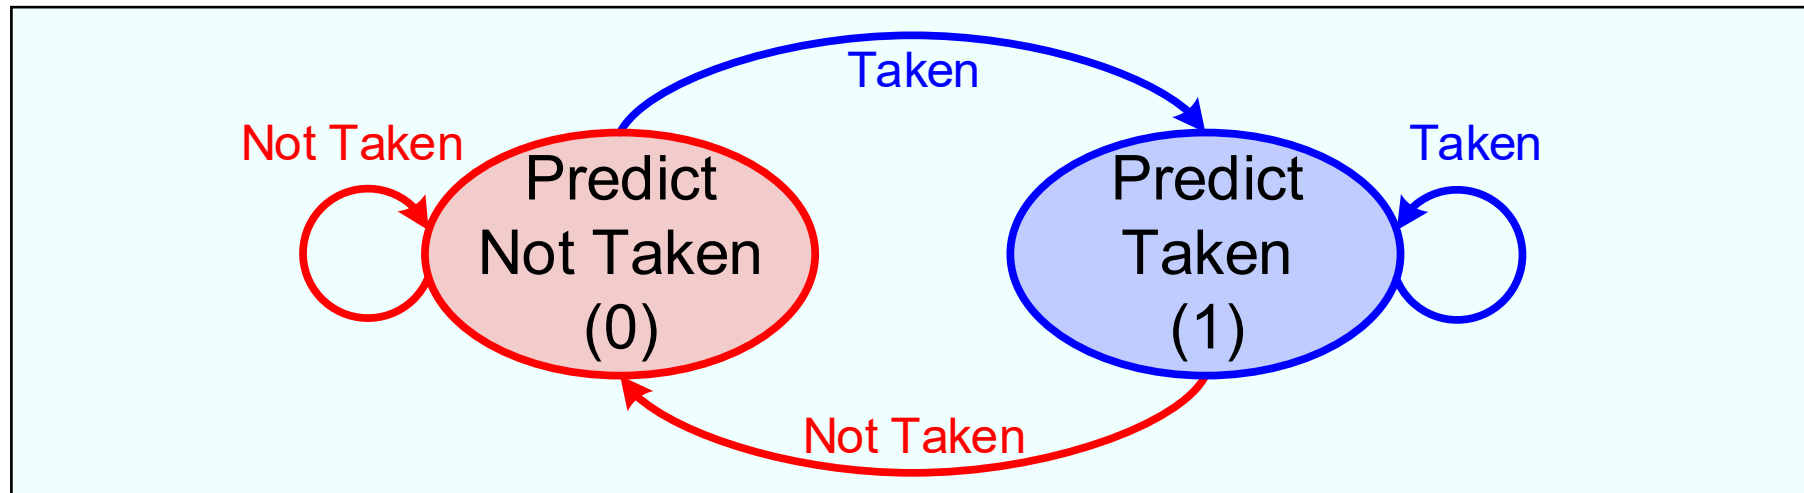 Taken
Not Taken
Predict
Not Taken
(0)
Predict
Taken
(1)
Taken
Not Taken